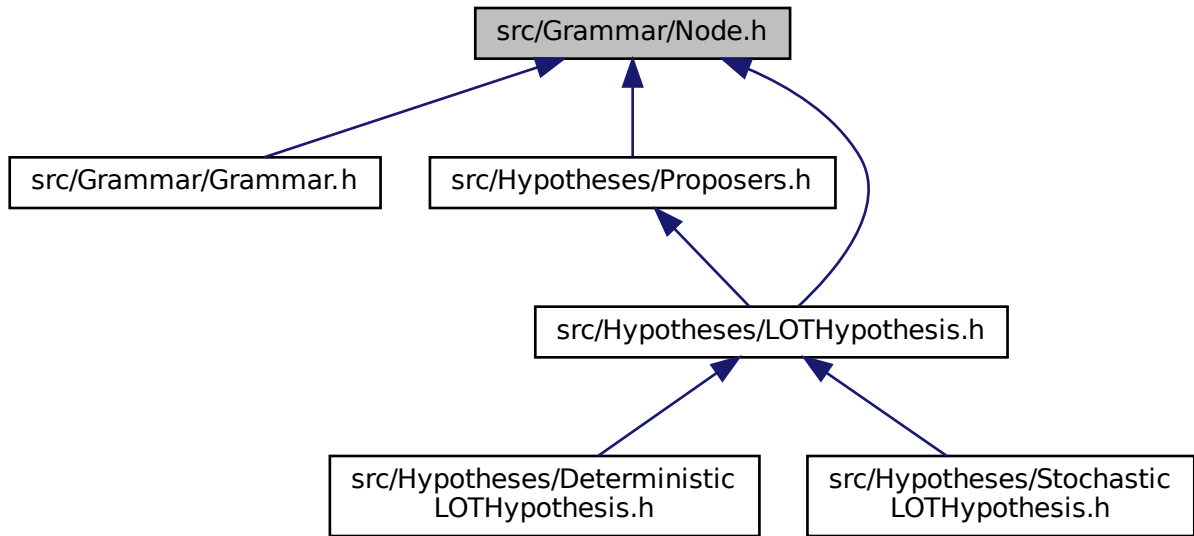 src/Grammar/Node.h
src/Grammar/Grammar.h
src/Hypotheses/Proposers.h
src/Hypotheses/LOTHypothesis.h
src/Hypotheses/Deterministic
LOTHypothesis.h
src/Hypotheses/Stochastic
LOTHypothesis.h